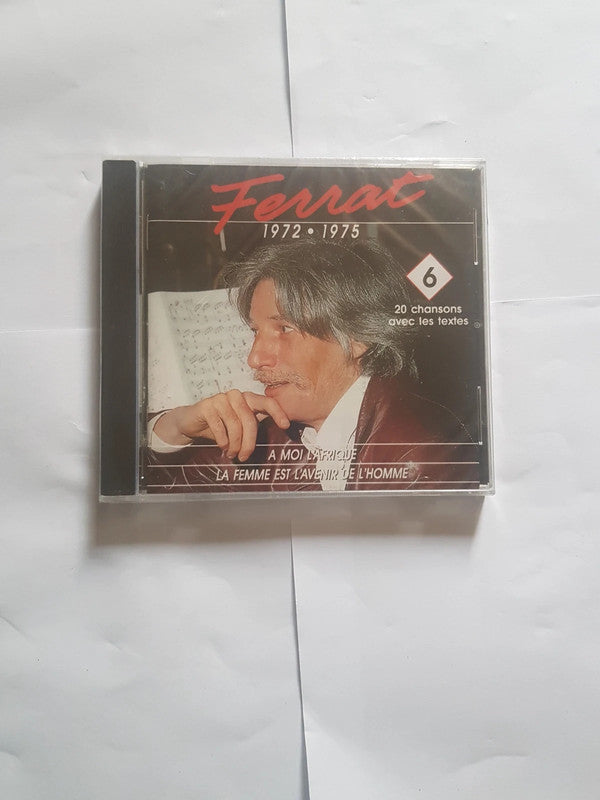 Ferrat
1972 • 1975
6
20 chansons
avec les textes
A MOI L'AFRIQUE
LA FEMME EST L'AVENIR DE L'HOMME